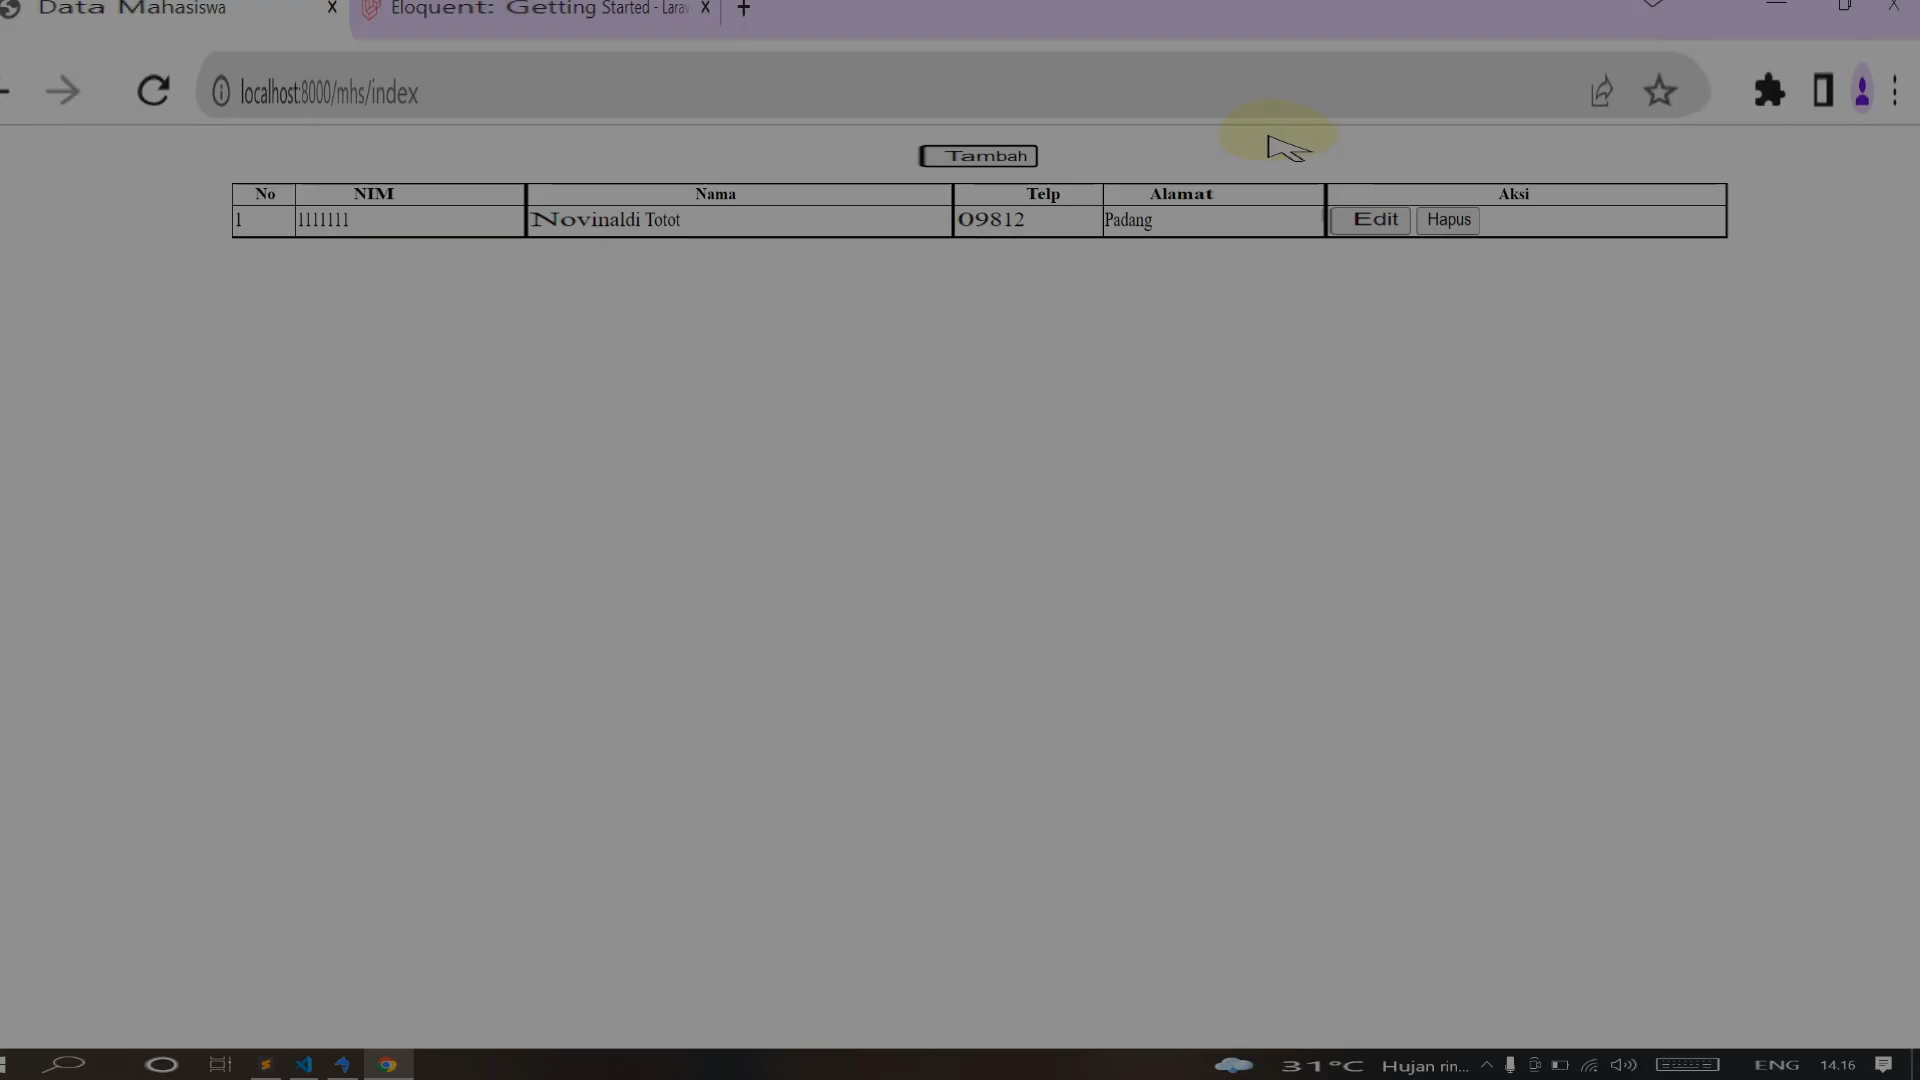 Data Mahasiswa x Eloquent: Getting Started - Larav x +
localhost:8000/mhs/index
Tambah
No NIM Nama Telp Alamat Aksi
1 1111111 Novinaldi Totot 09812 Padang Edit Hapus
31°C Hujan rin... ENG 14.16